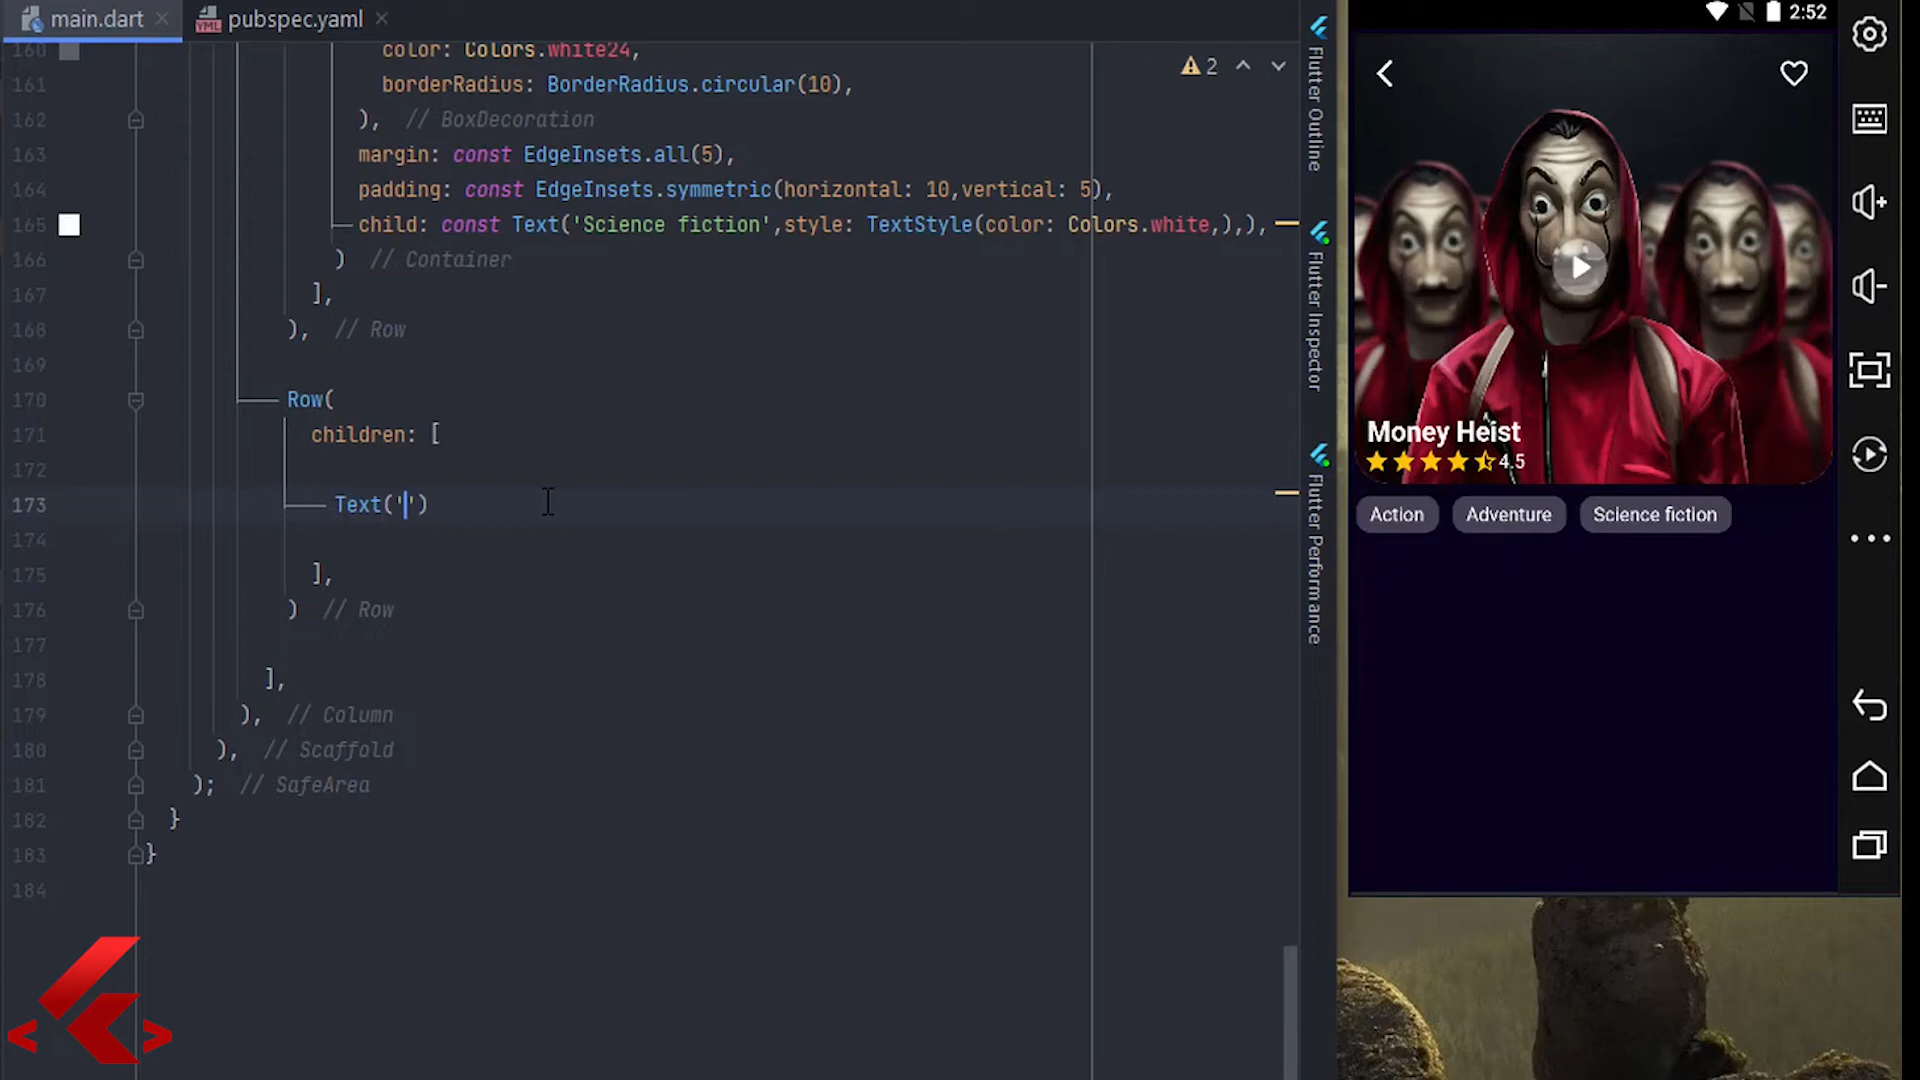 main.dart
pubspec.yaml
160 color: Colors.white24,
161 borderRadius: BorderRadius.circular(10),
162 ), // BoxDecoration
163 margin: const EdgeInsets.all(5),
164 padding: const EdgeInsets.symmetric(horizontal: 10,vertical: 5),
165 child: const Text('Science fiction',style: TextStyle(color: Colors.white,),),
166 ) // Container
167 ],
168 ), // Row
169
170 Row(
171 children: [
172
173 Text('')
174
175 ],
176 ) // Row
177
178 ],
179 ), // Column
180 ), // Scaffold
181 ); // SafeArea
182 }
183 }
184
2
Flutter Outline
Flutter Inspector
Flutter Performance
2:52
Money Heist
4.5
Action Adventure Science fiction